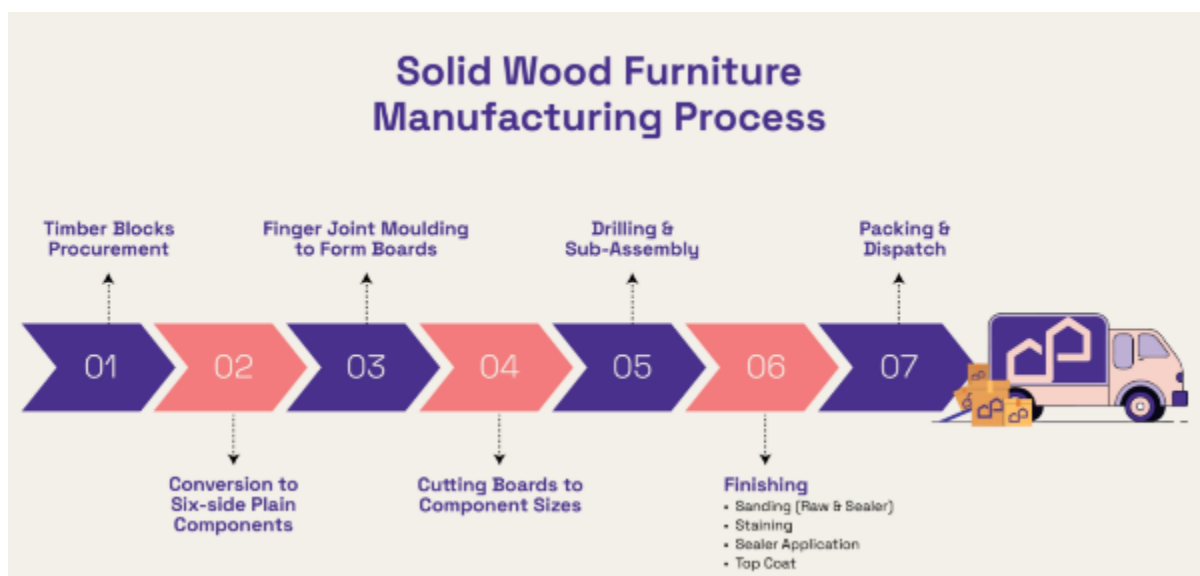 Solid Wood Furniture
Manufacturing Process
Timber Blocks
Procurement
Finger Joint Moulding
to Form Boards
Drilling &
Sub-Assembly
Packing &
Dispatch
01
02
03
04
05
06
07
Conversion to
Six-side Plain
Components
Cutting Boards to
Component Sizes
Finishing
• Sanding (Raw & Sealer)
• Staining
• Sealer Application
• Top Coat